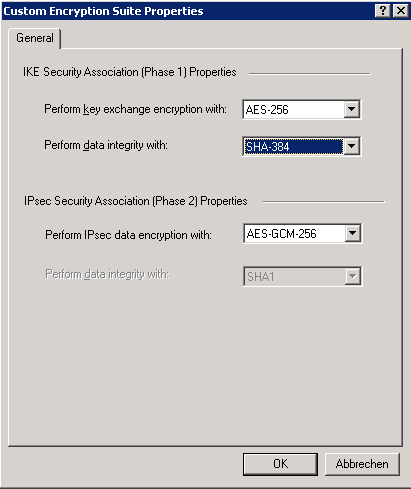 Custom Encryption Suite Properties
General
IKE Security Association (Phase 1) Properties
Perform key exchange encryption with: AES-256
Perform data integrity with: SHA-384
IPsec Security Association (Phase 2) Properties
Perform IPsec data encryption with: AES-GCM-256
Perform data integrity with: SHA1
OK Abbrechen